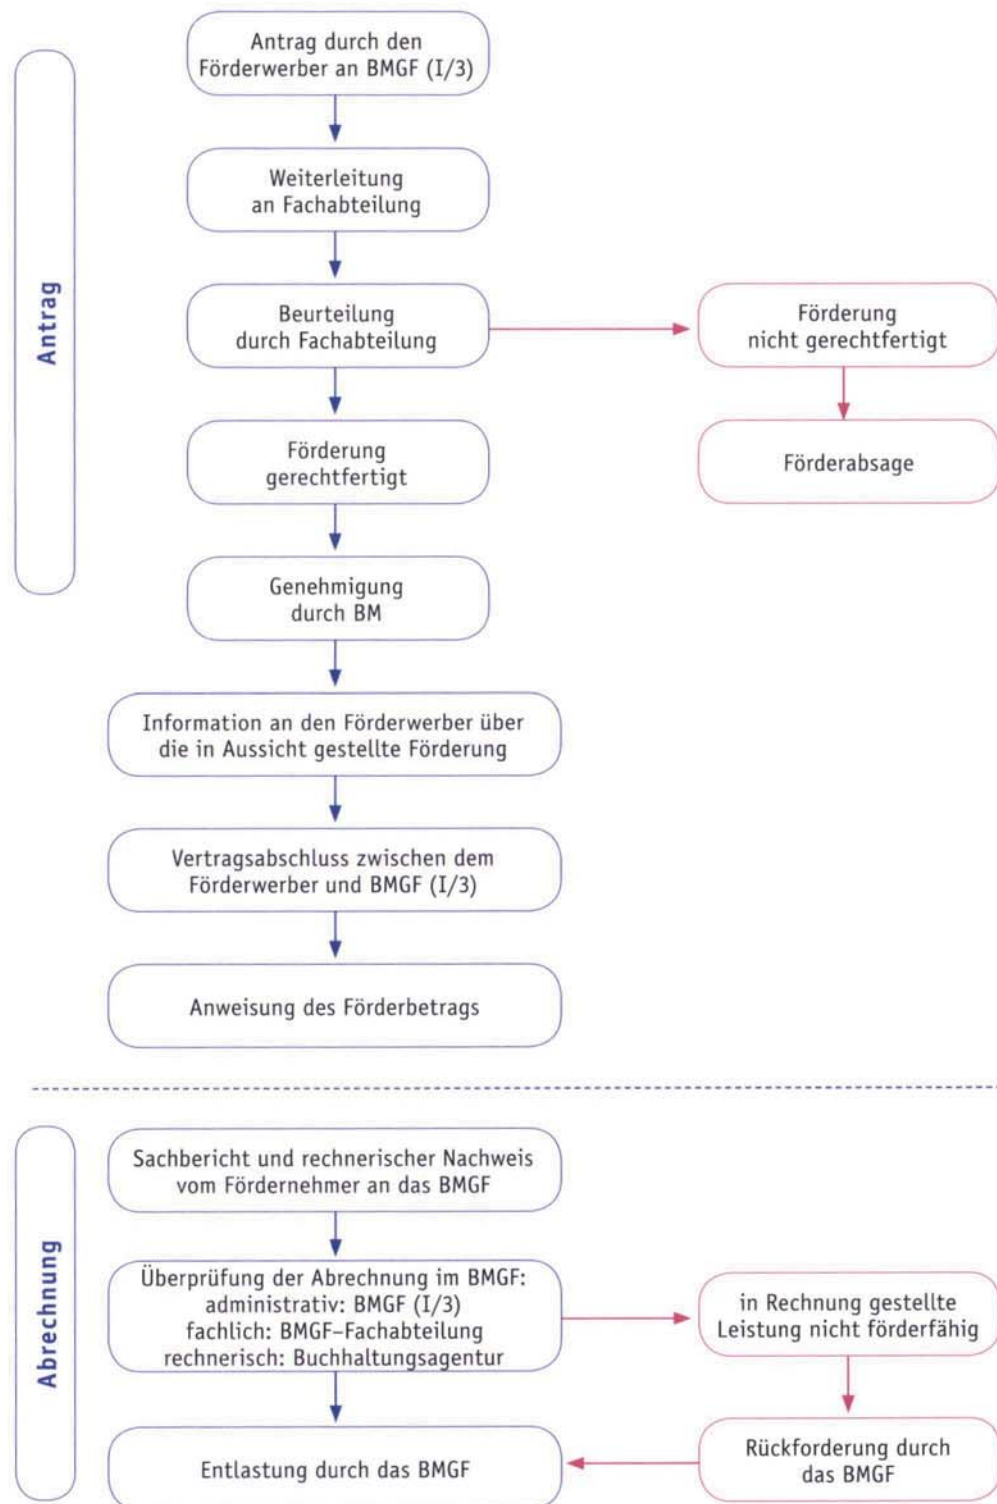 Antrag
Antrag durch den
Förderwerber an BMGF (I/3)
Weiterleitung
an Fachabteilung
Beurteilung
durch Fachabteilung
Förderung
nicht gerechtfertigt
Förderung
gerechtfertigt
Förderabsage
Genehmigung
durch BM
Information an den Förderwerber über
die in Aussicht gestellte Förderung
Vertragsabschluss zwischen dem
Förderwerber und BMGF (I/3)
Anweisung des Förderbetrags
Abrechnung
Sachbericht und rechnerischer Nachweis
vom Fördernehmer an das BMGF
Überprüfung der Abrechnung im BMGF:
administrativ: BMGF (I/3)
fachlich: BMGF–Fachabteilung
rechnerisch: Buchhaltungsagentur
in Rechnung gestellte
Leistung nicht förderfähig
Entlastung durch das BMGF
Rückforderung durch
das BMGF